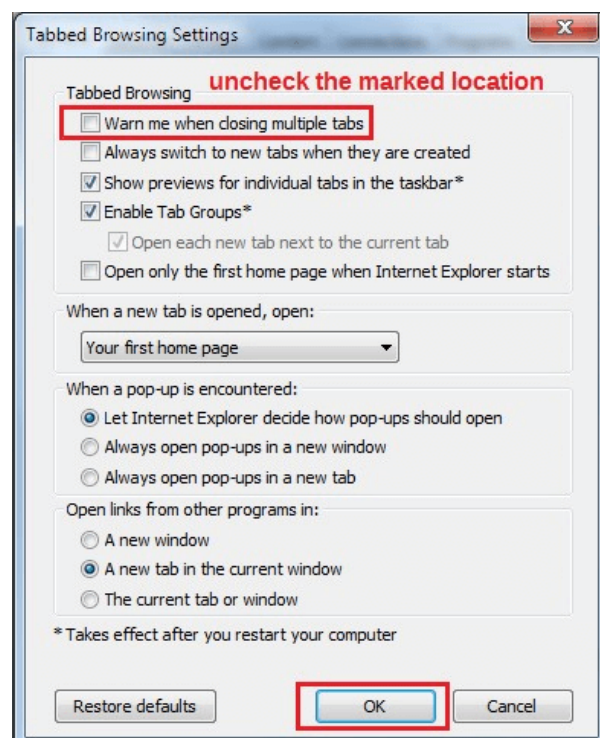 Tabbed Browsing Settings
uncheck the marked location
Tabbed Browsing
Warn me when closing multiple tabs
Always switch to new tabs when they are created
Show previews for individual tabs in the taskbar*
Enable Tab Groups*
Open each new tab next to the current tab
Open only the first home page when Internet Explorer starts
When a new tab is opened, open:
Your first home page
When a pop-up is encountered:
Let Internet Explorer decide how pop-ups should open
Always open pop-ups in a new window
Always open pop-ups in a new tab
Open links from other programs in:
A new window
A new tab in the current window
The current tab or window
* Takes effect after you restart your computer
Restore defaults OK Cancel